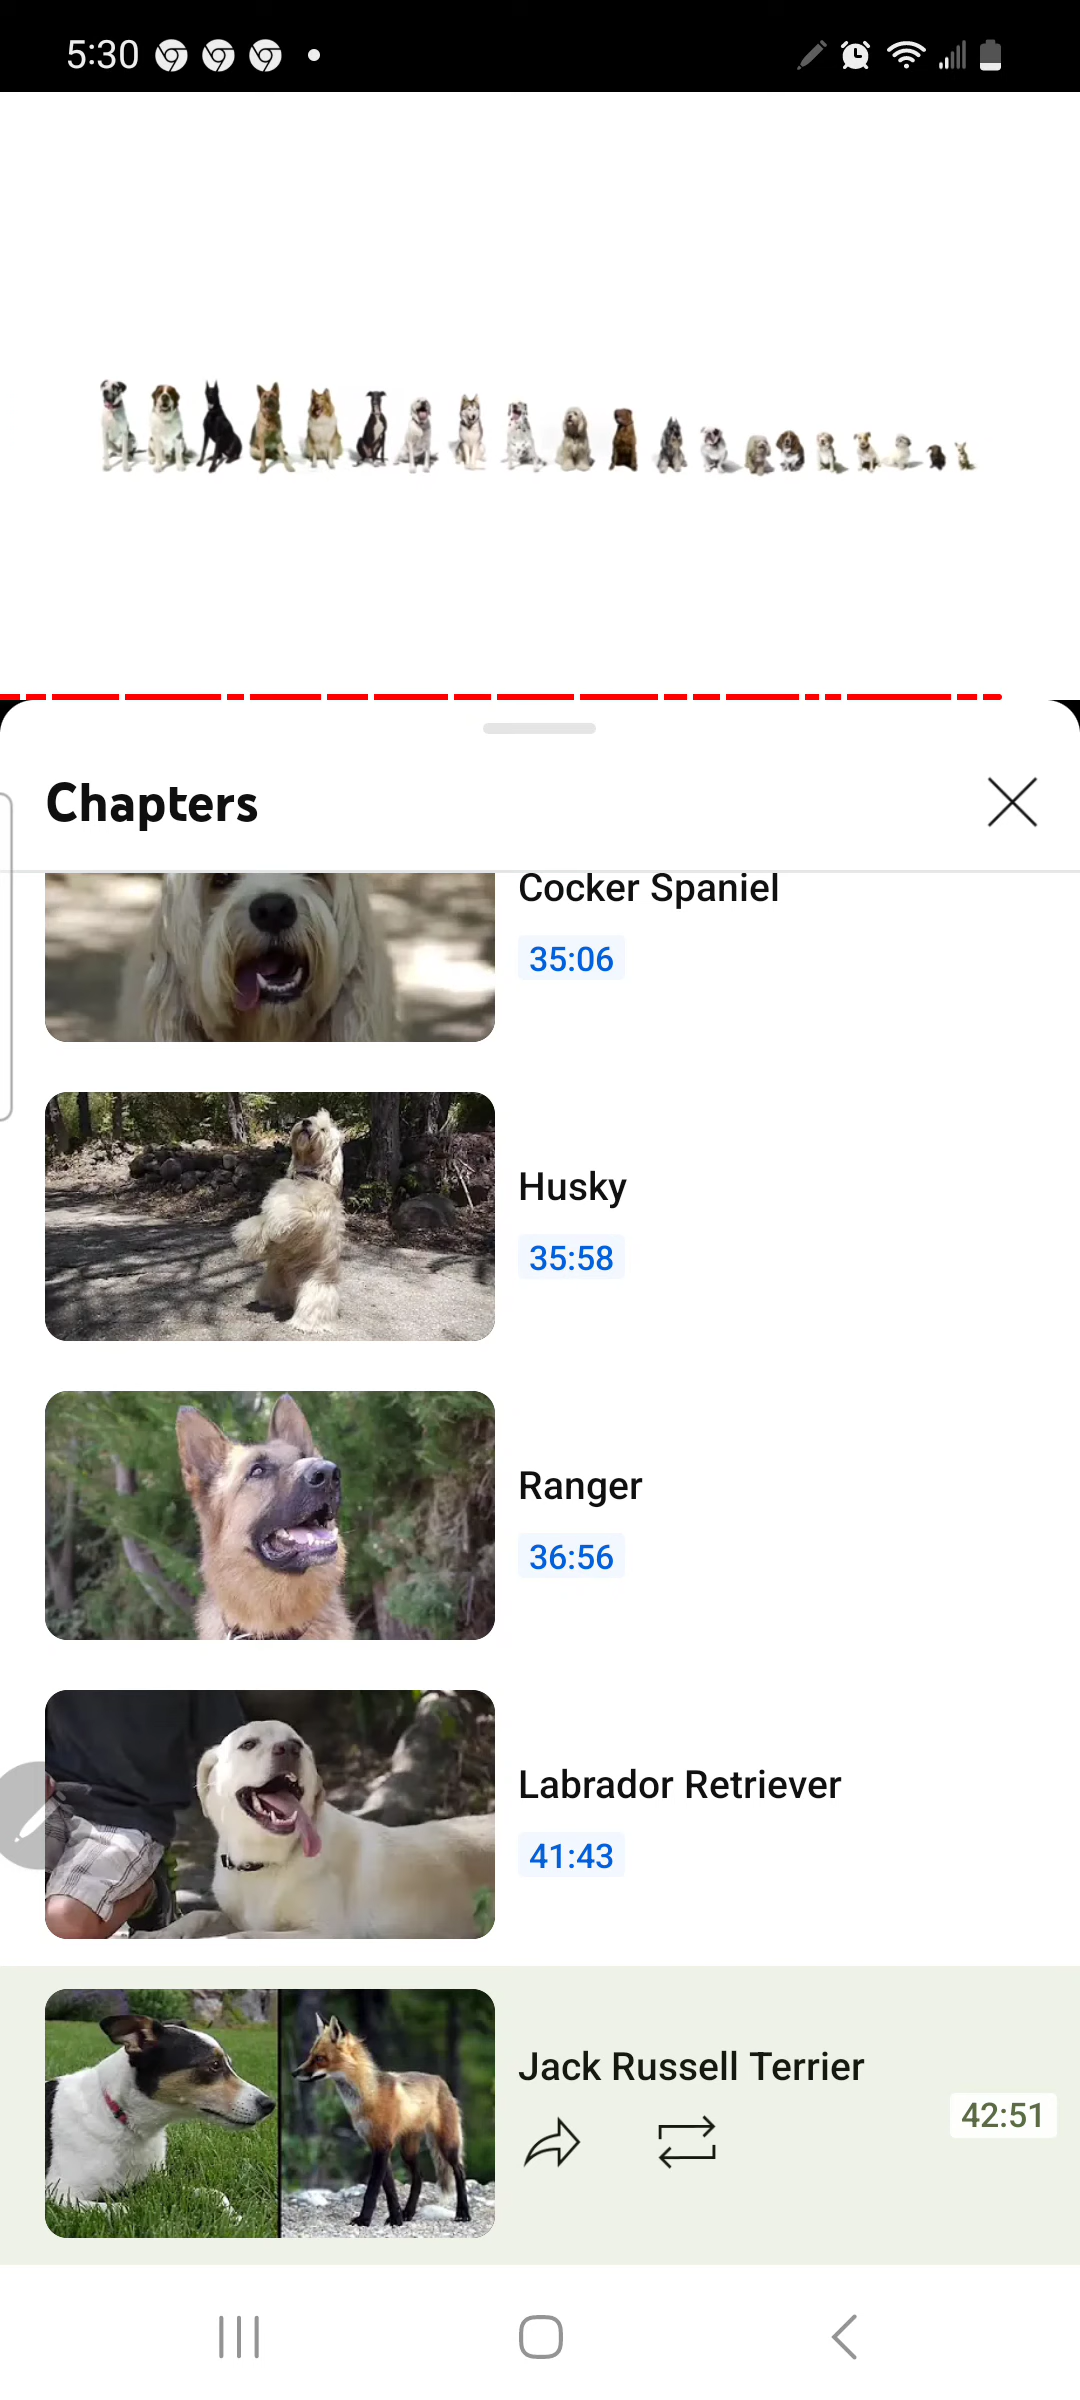 5:30
Chapters
Cocker Spaniel
35:06
Husky
35:58
Ranger
36:56
Labrador Retriever
41:43
Jack Russell Terrier
42:51